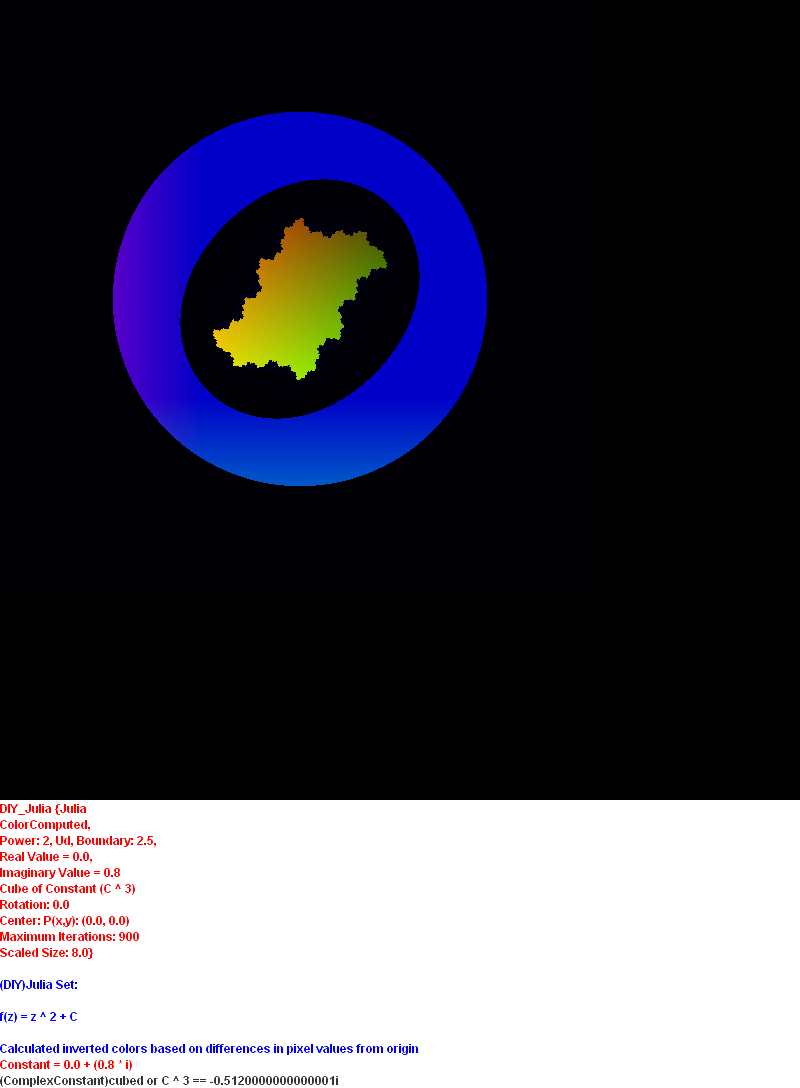 DIY_Julia {Julia
ColorComputed,
Power: 2, Ud, Boundary: 2.5,
Real Value = 0.0,
Imaginary Value = 0.8
Cube of Constant (C ^ 3)
Rotation: 0.0
Center: P(x,y): (0.0, 0.0)
Maximum Iterations: 900
Scaled Size: 8.0}
(DIY)Julia Set:
f(z) = z ^ 2 + C
Calculated inverted colors based on differences in pixel values from origin
Constant = 0.0 + (0.8 * i)
(ComplexConstant)cubed or C ^ 3 == -0.5120000000000001i